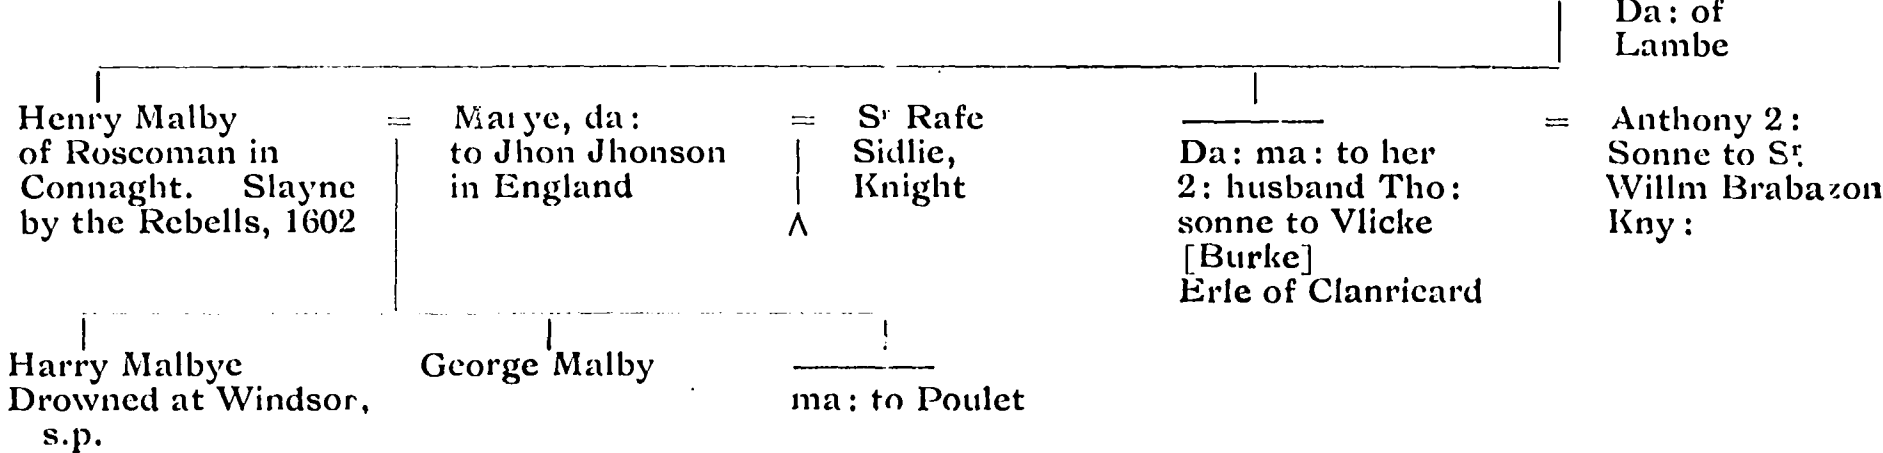 Da: of
Lambe
Henry Malby
of Roscoman in
Connaght. Slayne
by the Rebells, 1602
=
Marye, da:
to Jhon Jhonson
in England
=
Sr Rafe
Sidlie,
Knight
Da: ma: to her
2: husband Tho:
sonne to Vlicke
[Burke]
Erle of Clanricard
=
Anthony 2:
Sonne to Sr.
Willm Brabazon
Kny:
Harry Malbye
Drowned at Windsor,
s.p.
George Malby
ma: to Poulet